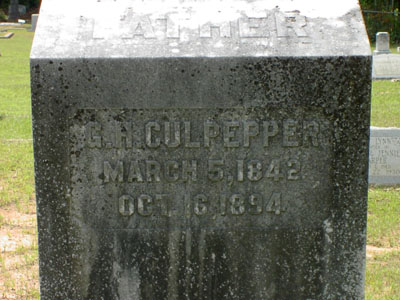 FATHER
G.H.CULPEPPER
MARCH 5,1842
OCT. 16,1894